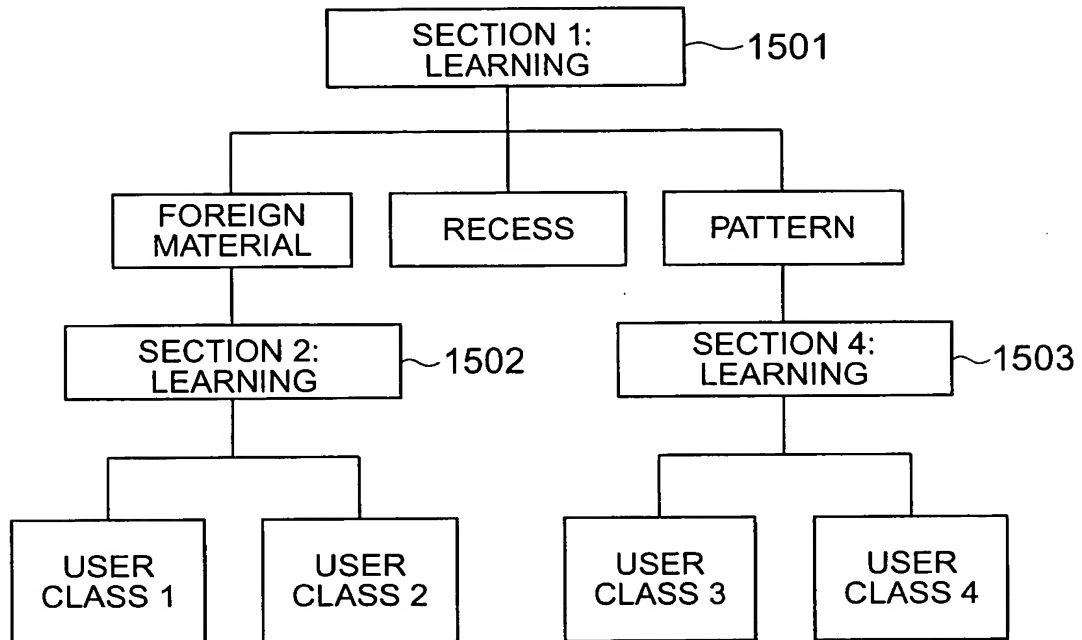 SECTION 1:
LEARNING
1501
FOREIGN
MATERIAL
RECESS
PATTERN
SECTION 2:
LEARNING
1502
SECTION 4:
LEARNING
1503
USER
CLASS 1
USER
CLASS 2
USER
CLASS 3
USER
CLASS 4